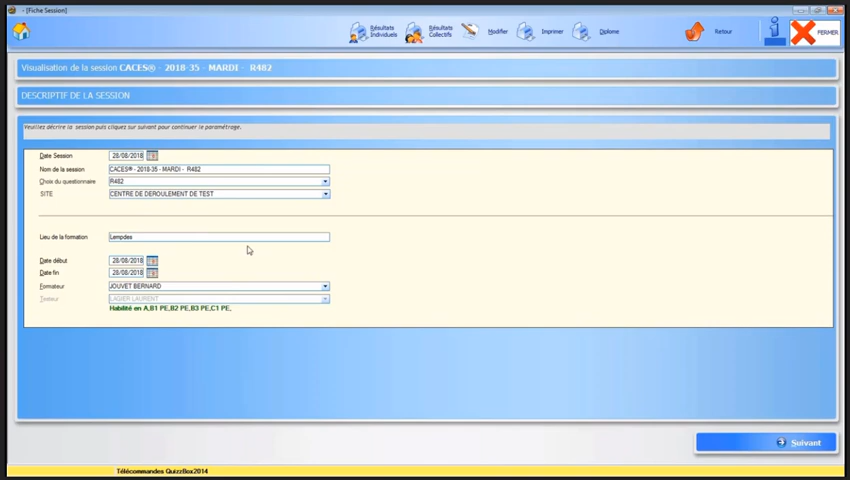 - [Fiche Session]
Résultats Individuels
Résultats Collectifs
Modifier
Imprimer
Diplome
Retour
FERMER
Visualisation de la session CACES® - 2018-35 - MARDI - R482
DESCRIPTIF DE LA SESSION
Veuillez décrire la session puis cliquez sur suivant pour continuer le paramétrage.
Date Session 28/08/2018
Nom de la session CACES® - 2018-35 - MARDI - R482
Choix du questionnaire R482
SITE CENTRE DE DEROULEMENT DE TEST
Lieu de la formation Lempdes
Date début 28/08/2018
Date fin 28/08/2018
Formateur JOUVET BERNARD
Testeur LAGIER LAURENT
Habilité en A,B1 PE,B2 PE,B3 PE,C1 PE,
Suivant
Télécommandes QuizzBox2014